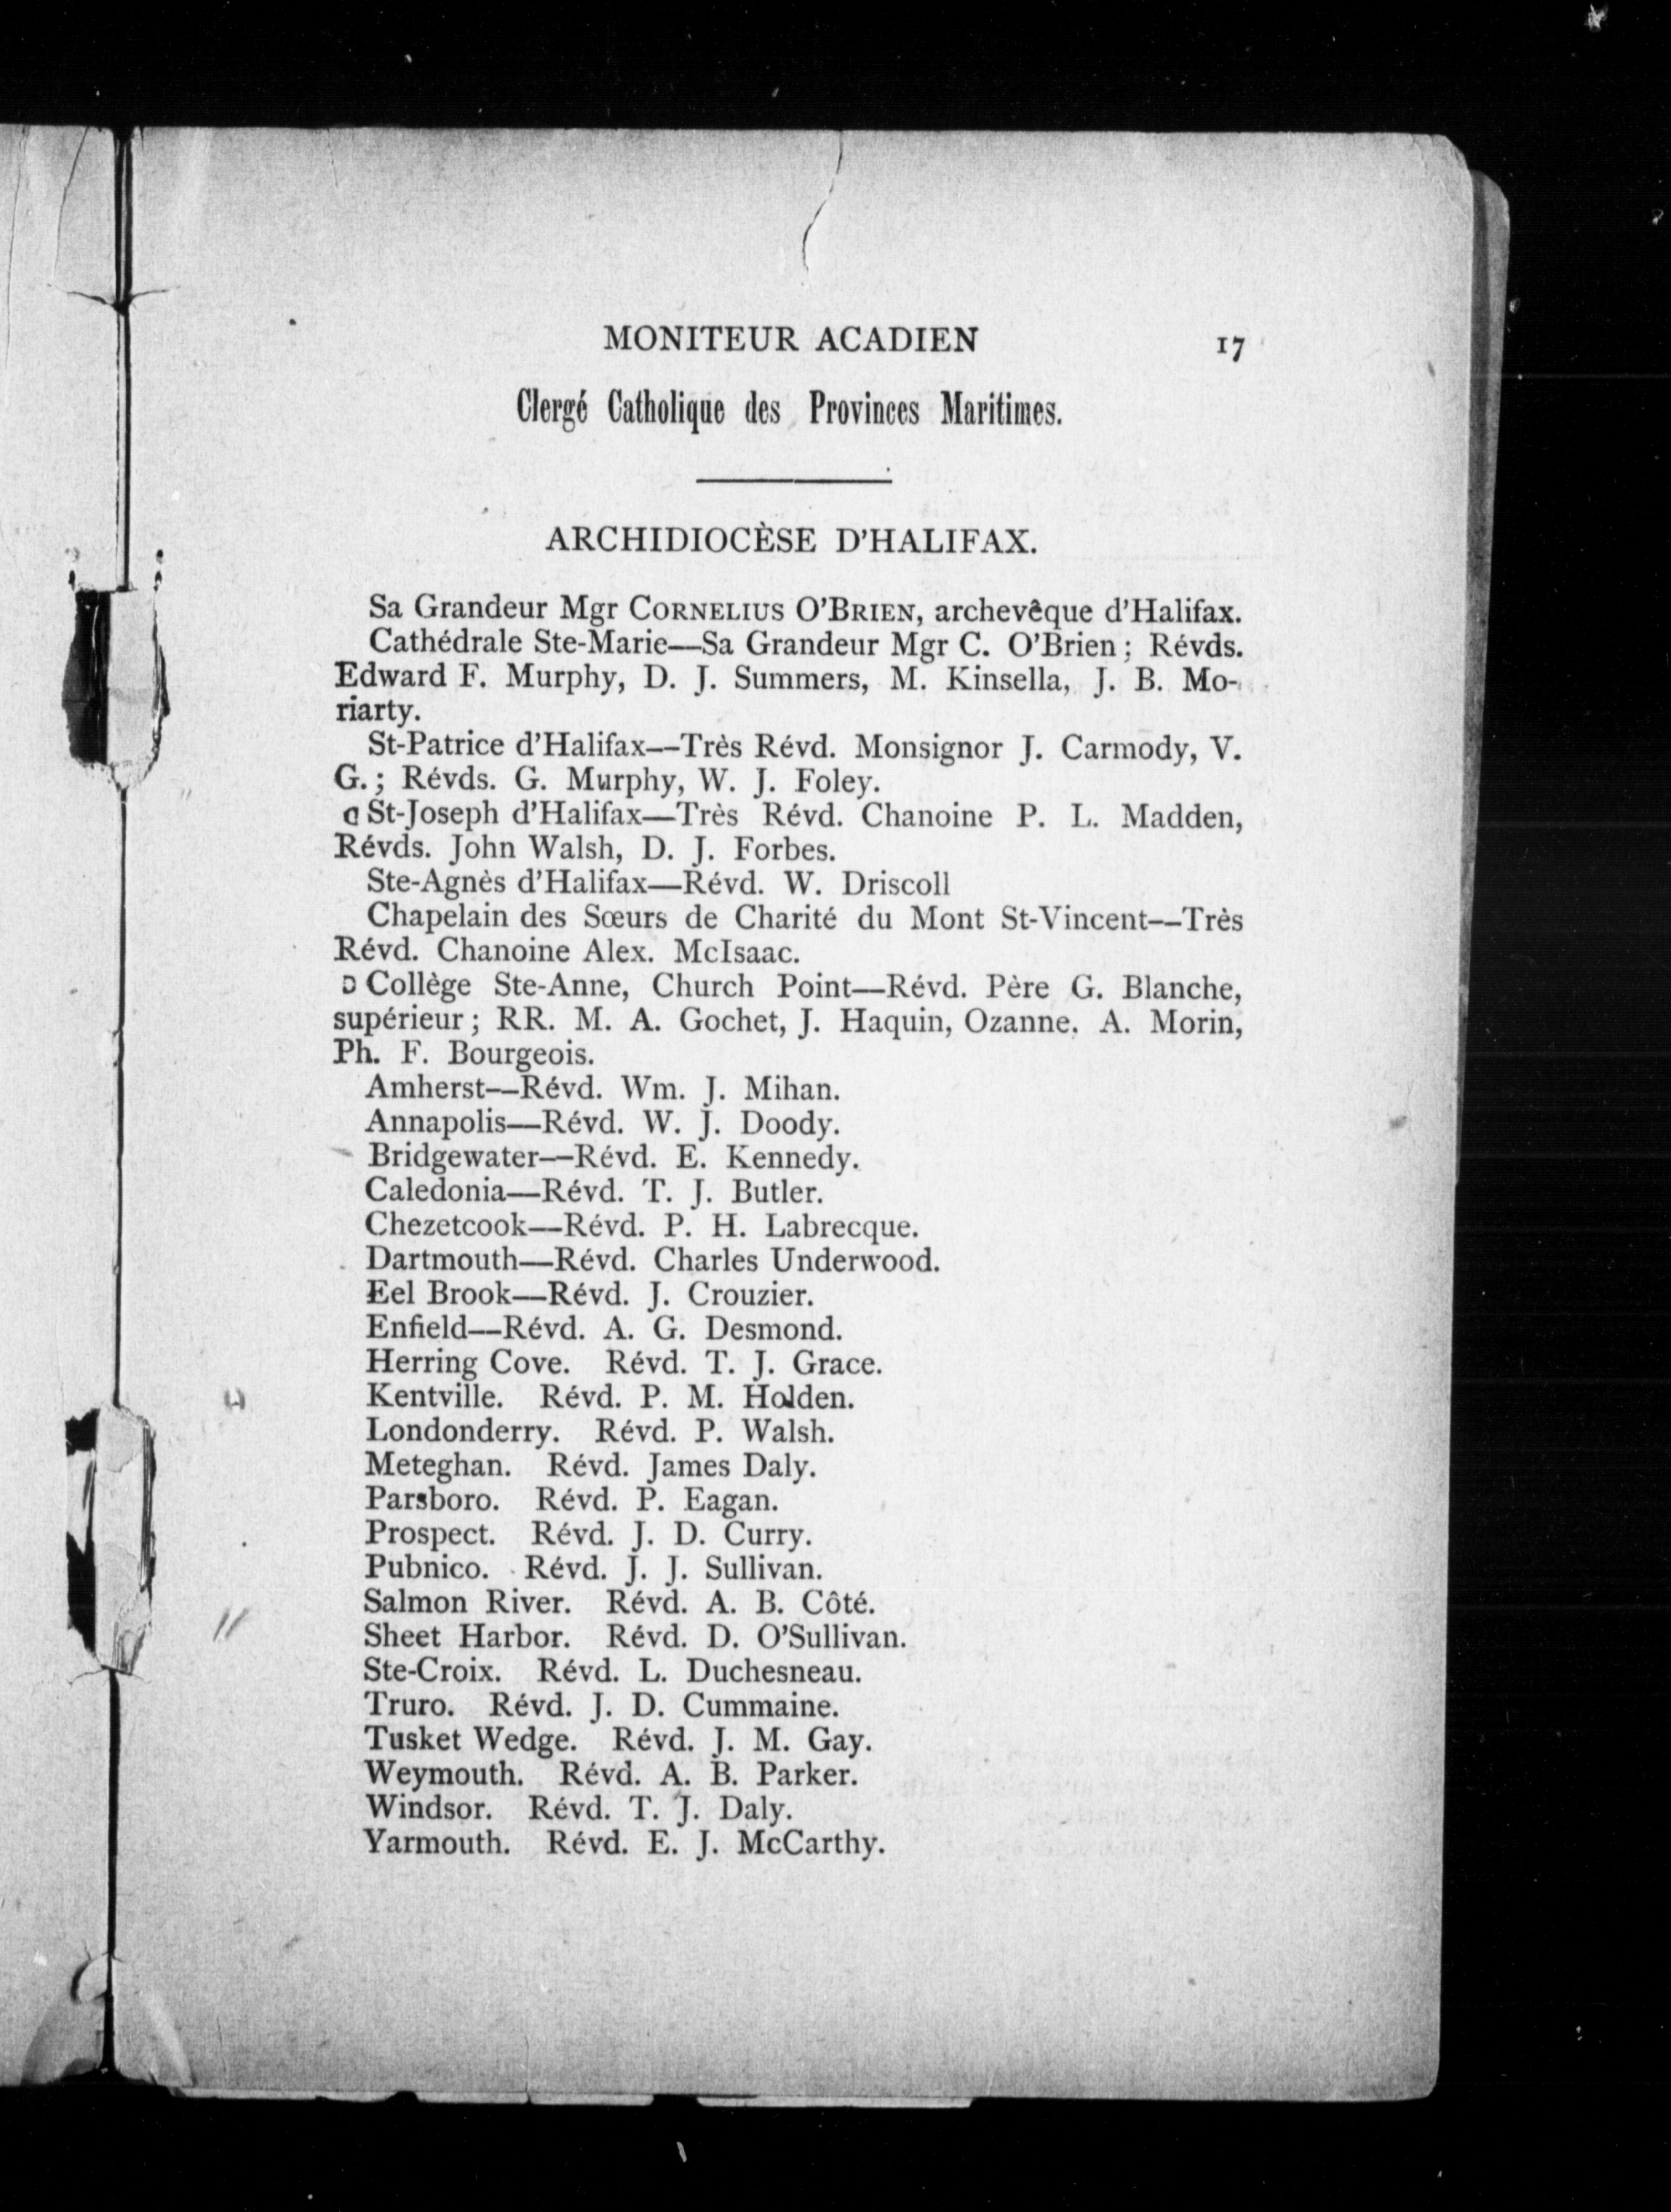 MONITEUR ACADIEN 17
Clergé Catholique des Provinces Maritimes.
ARCHIDIOCÈSE D'HALIFAX.
Sa Grandeur Mgr CORNELIUS O'BRIEN, archevêque d'Halifax.
Cathédrale Ste-Marie—Sa Grandeur Mgr C. O'Brien; Révds.
Edward F. Murphy, D. J. Summers, M. Kinsella, J. B. Mo-
riarty.
St-Patrice d'Halifax—Très Révd. Monsignor J. Carmody, V.
G.; Révds. G. Murphy, W. J. Foley.
St-Joseph d'Halifax—Très Révd. Chanoine P. L. Madden,
Révds. John Walsh, D. J. Forbes.
Ste-Agnès d'Halifax—Révd. W. Driscoll
Chapelain des Sœurs de Charité du Mont St-Vincent—Très
Révd. Chanoine Alex. McIsaac.
Collège Ste-Anne, Church Point—Révd. Père G. Blanche,
supérieur; RR. M. A. Gochet, J. Haquin, Ozanne. A. Morin,
Ph. F. Bourgeois.
Amherst—Révd. Wm. J. Mihan.
Annapolis—Révd. W. J. Doody.
Bridgewater—Révd. E. Kennedy.
Caledonia—Révd. T. J. Butler.
Chezetcook—Révd. P. H. Labrecque.
Dartmouth—Révd. Charles Underwood.
Eel Brook—Révd. J. Crouzier.
Enfield—Révd. A. G. Desmond.
Herring Cove. Révd. T. J. Grace.
Kentville. Révd. P. M. Holden.
Londonderry. Révd. P. Walsh.
Meteghan. Révd. James Daly.
Parsboro. Révd. P. Eagan.
Prospect. Révd. J. D. Curry.
Pubnico. Révd. J. J. Sullivan.
Salmon River. Révd. A. B. Côté.
Sheet Harbor. Révd. D. O'Sullivan.
Ste-Croix. Révd. L. Duchesneau.
Truro. Révd. J. D. Cummaine.
Tusket Wedge. Révd. J. M. Gay.
Weymouth. Révd. A. B. Parker.
Windsor. Révd. T. J. Daly.
Yarmouth. Révd. E. J. McCarthy.